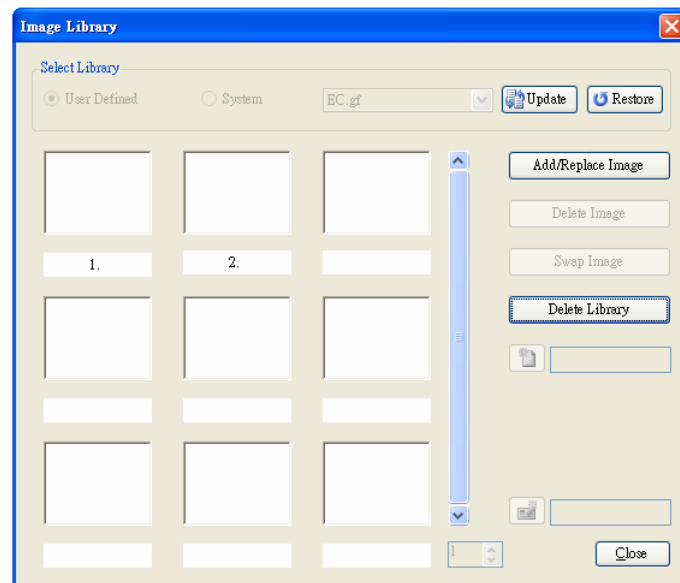 Image Library
Select Library
User Defined
System
EC.gf
Update
Restore
Add/Replace Image
Delete Image
1.
2.
Swap Image
Delete Library
1
Close